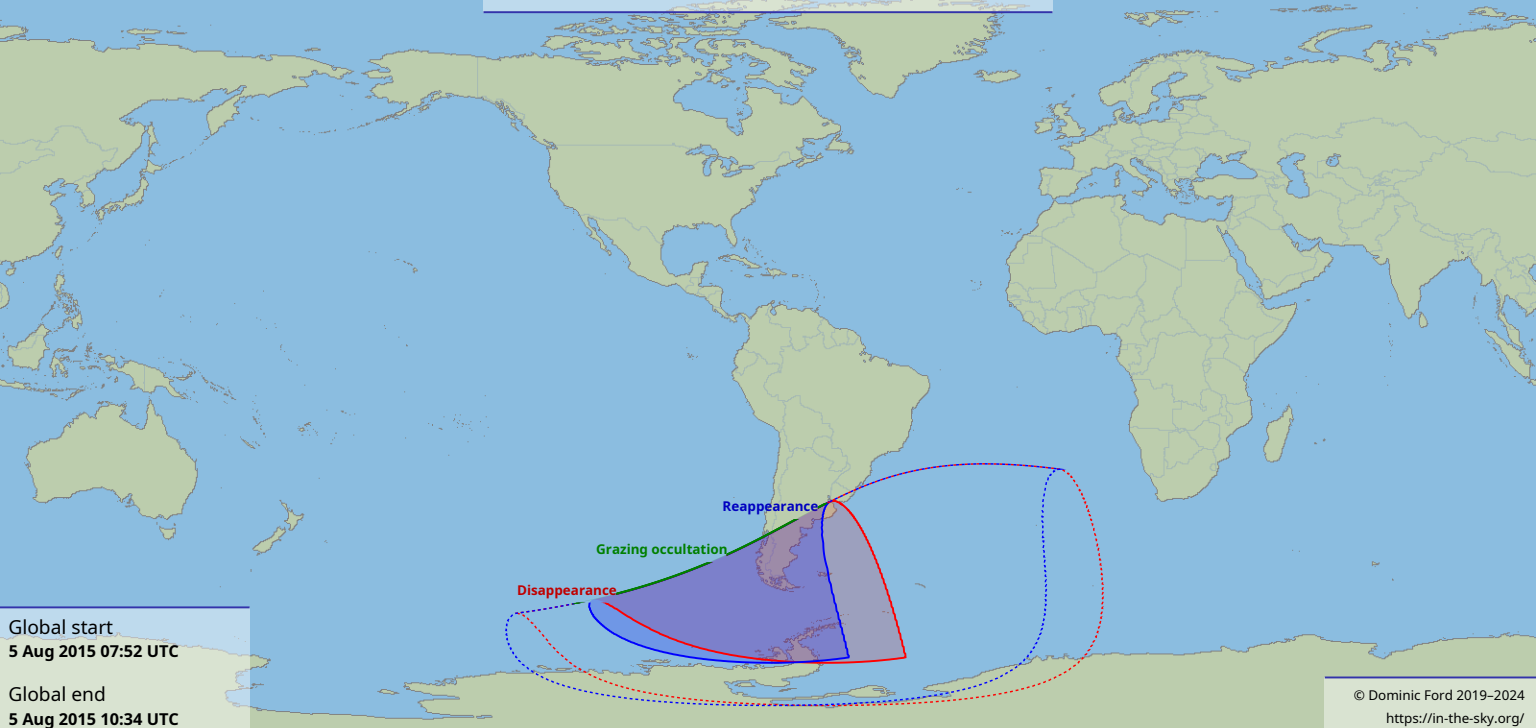 Reappearance
Grazing occultation
Disappearance
Global start
5 Aug 2015 07:52 UTC
Global end
5 Aug 2015 10:34 UTC
© Dominic Ford 2019–2024
https://in-the-sky.org/